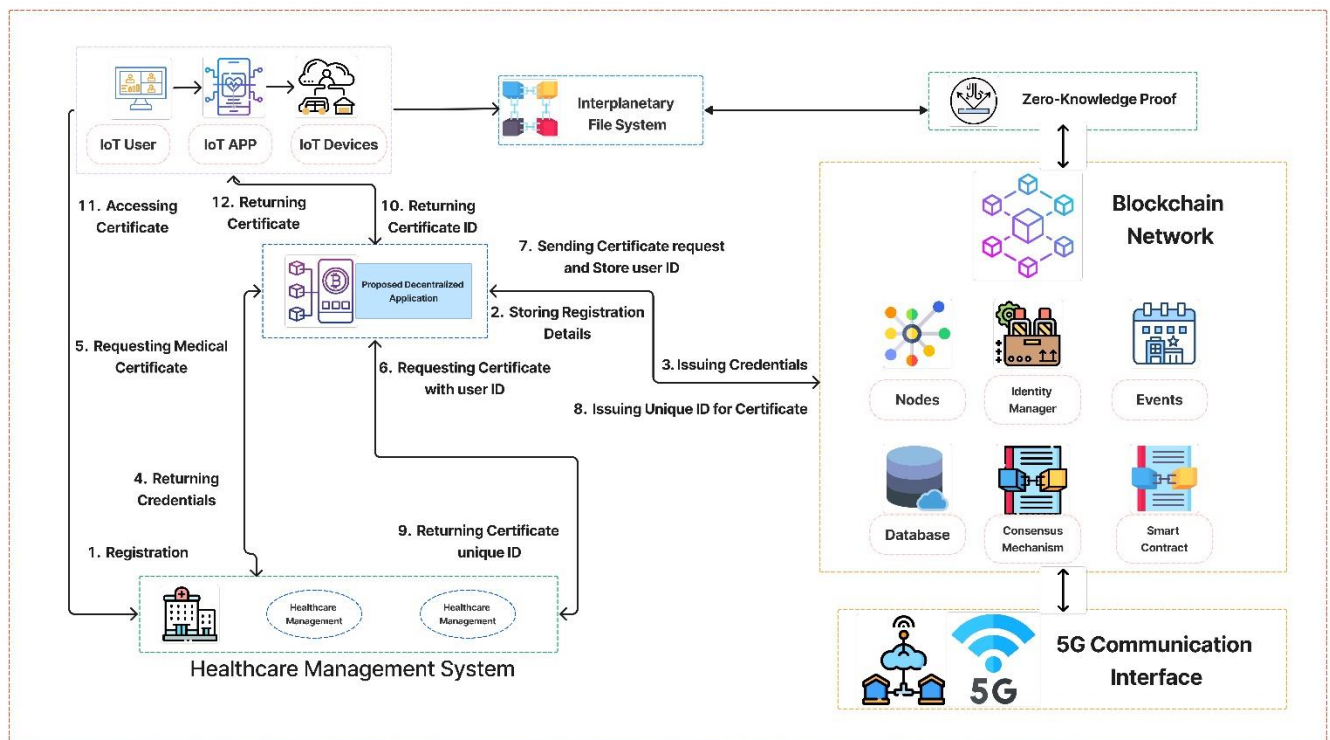 IoT User
IoT APP
IoT Devices
Interplanetary
File System
Zero-Knowledge Proof
11. Accessing
Certificate
12. Returning
Certificate
10. Returning
Certificate ID
Blockchain
Network
7. Sending Certificate request
and Store user ID
Proposed Decentralized
Application
2. Storing Registration
Details
5. Requesting Medical
Certificate
6. Requesting Certificate
with user ID
3. Issuing Credentials
8. Issuing Unique ID for Certificate
Nodes
Identity
Manager
Events
4. Returning
Credentials
9. Returning Certificate
unique ID
Database
Consensus
Mechanism
Smart
Contract
1. Registration
Healthcare
Management
Healthcare
Management
Healthcare Management System
5G
5G Communication
Interface